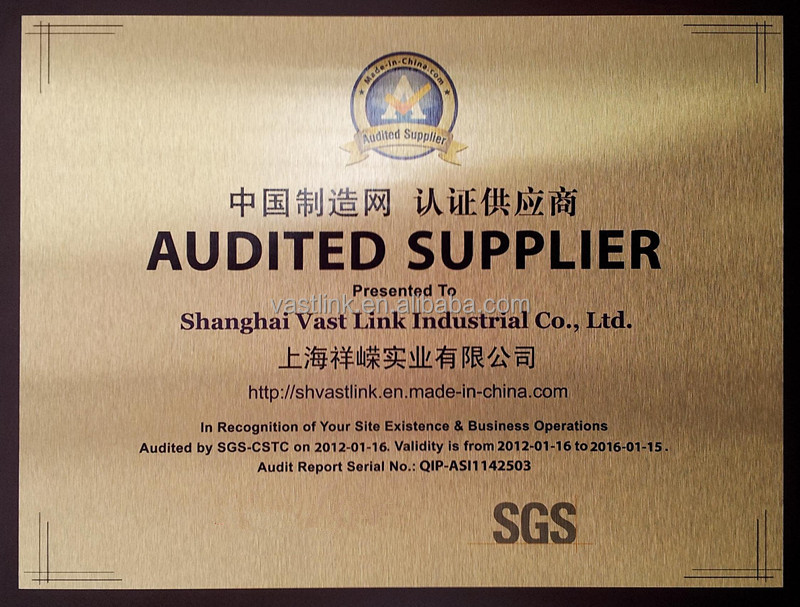 Made-in-China.com
A
Audited Supplier
中国制造网 认证供应商
AUDITED SUPPLIER
Presented To
vastlink.en.alibaba.com
Shanghai Vast Link Industrial Co., Ltd.
上海祥嵘实业有限公司
http://shvastlink.en.made-in-china.com
In Recognition of Your Site Existence & Business Operations
Audited by SGS-CSTC on 2012-01-16. Validity is from 2012-01-16 to 2016-01-15.
Audit Report Serial No.: QIP-ASI1142503
SGS